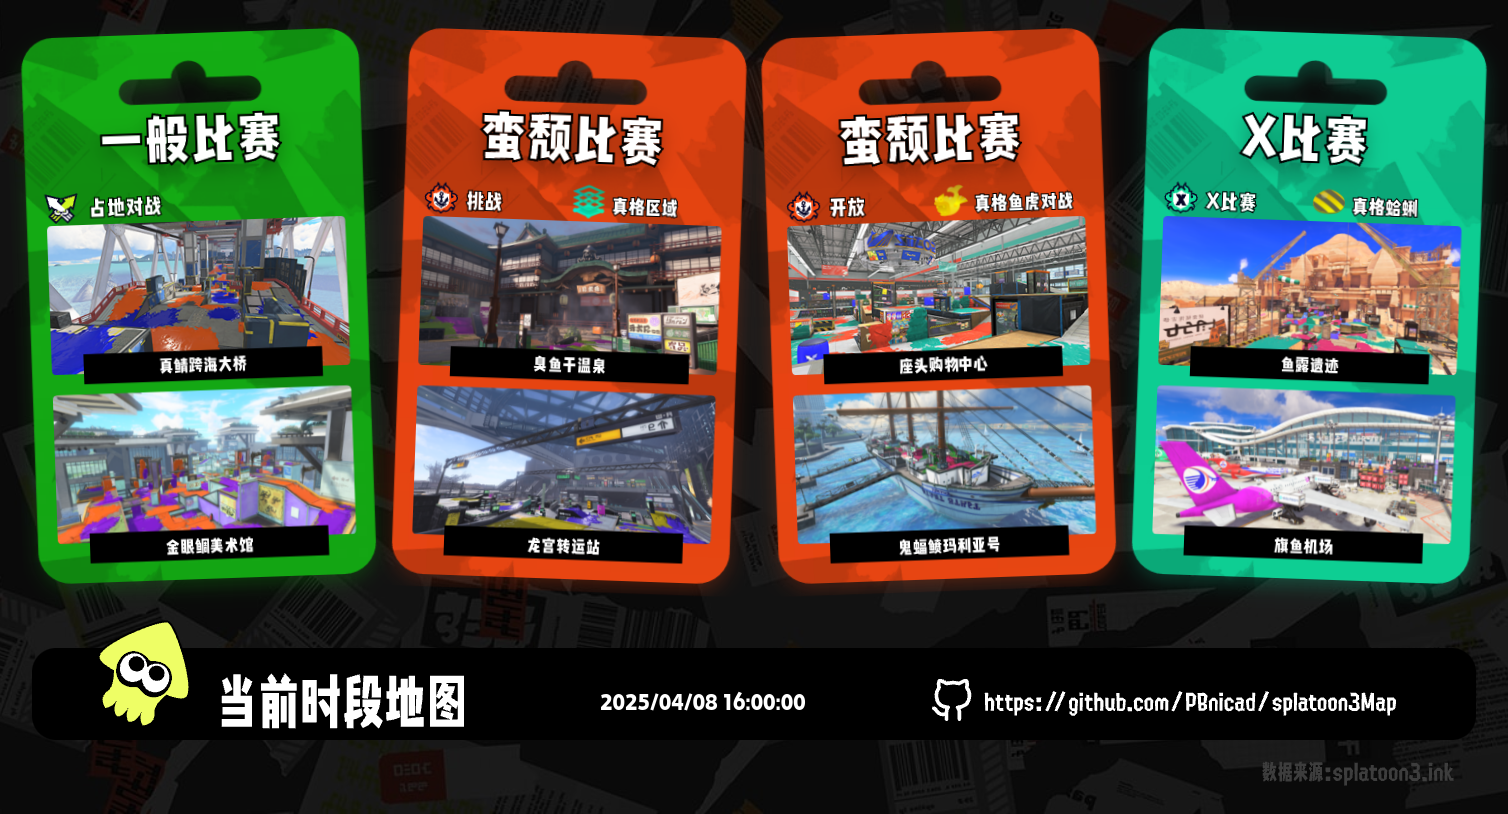 一般比赛
占地对战
真鲭跨海大桥
金眼鲷美术馆
蛮颓比赛
挑战
真格区域
臭鱼干温泉
龙宫转运站
蛮颓比赛
开放
真格鱼虎对战
座头购物中心
鬼蝠鲼玛利亚号
X比赛
X比赛
真格蛤蜊
鱼露遗迹
旗鱼机场
当前时段地图
2025/04/08 16:00:00
https://github.com/PBnicad/splatoon3Map
数据来源:splatoon3.ink